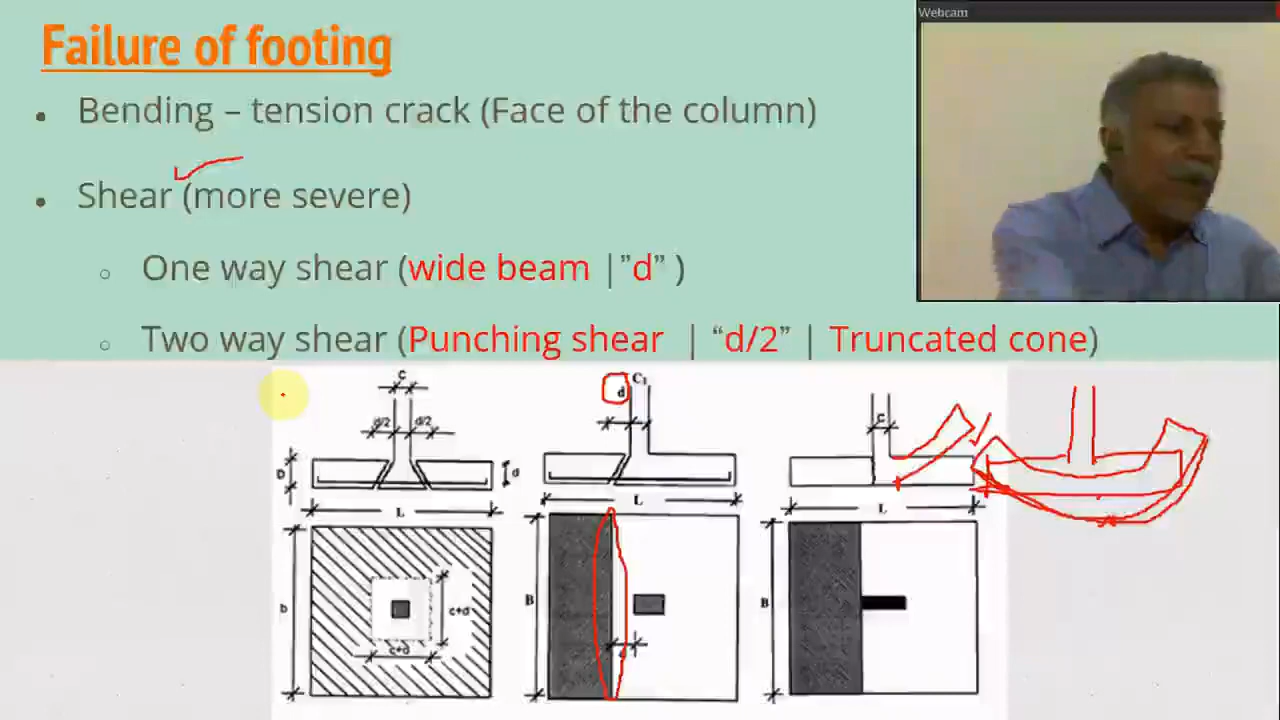 Webcam
Failure of footing
• Bending – tension crack (Face of the column)
• Shear (more severe)
○ One way shear (wide beam |”d” )
○ Two way shear (Punching shear | “d/2” | Truncated cone)
C
d/2 d/2
D d
L
b
c+d
c+d
d C₁
L
B
C
L
B